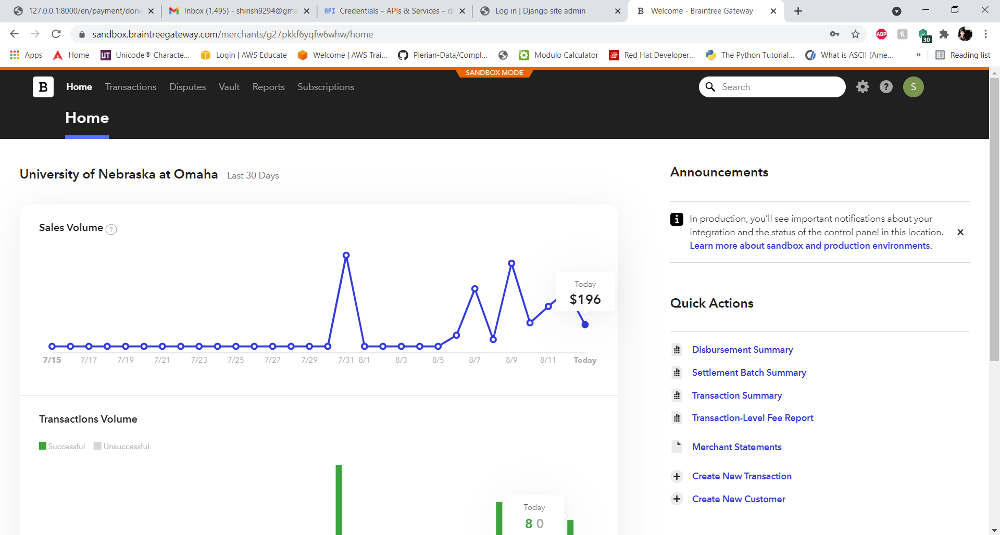 127.0.0.1:8000/en/payment/done
Inbox (1,495) - shirish9294@gma
API Credentials – APIs & Services – dj
Log in | Django site admin
B Welcome - Braintree Gateway
sandbox.braintreegateway.com/merchants/g27pkkf6yqfw6whw/home
ABP
30
Apps
Home
UT Unicode® Characte...
Login | AWS Educate
Welcome | AWS Trai...
Pierian-Data/Compl...
Modulo Calculator
Red Hat Developer...
The Python Tutorial...
What is ASCII (Ame...
»
Reading list
SANDBOX MODE
B Home Transactions Disputes Vault Reports Subscriptions
Search
? S
Home
University of Nebraska at Omaha Last 30 Days
Sales Volume ?
Today
$196
7/15 7/17 7/19 7/21 7/23 7/25 7/27 7/29 7/31 8/1 8/3 8/5 8/7 8/9 8/11 Today
Transactions Volume
Successful Unsuccessful
Today
8 0
Announcements
In production, you’ll see important notifications about your
integration and the status of the control panel in this location.
Learn more about sandbox and production environments.
Quick Actions
Disbursement Summary
Settlement Batch Summary
Transaction Summary
Transaction-Level Fee Report
Merchant Statements
Create New Transaction
Create New Customer